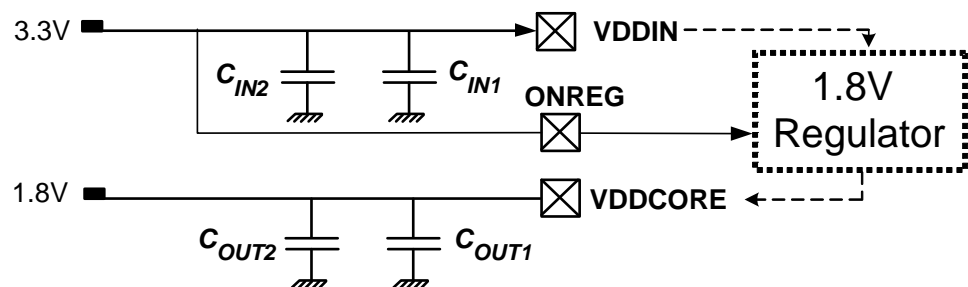 3.3V
VDDIN
C_IN2
C_IN1
ONREG
1.8V
Regulator
1.8V
VDDCORE
C_OUT2
C_OUT1